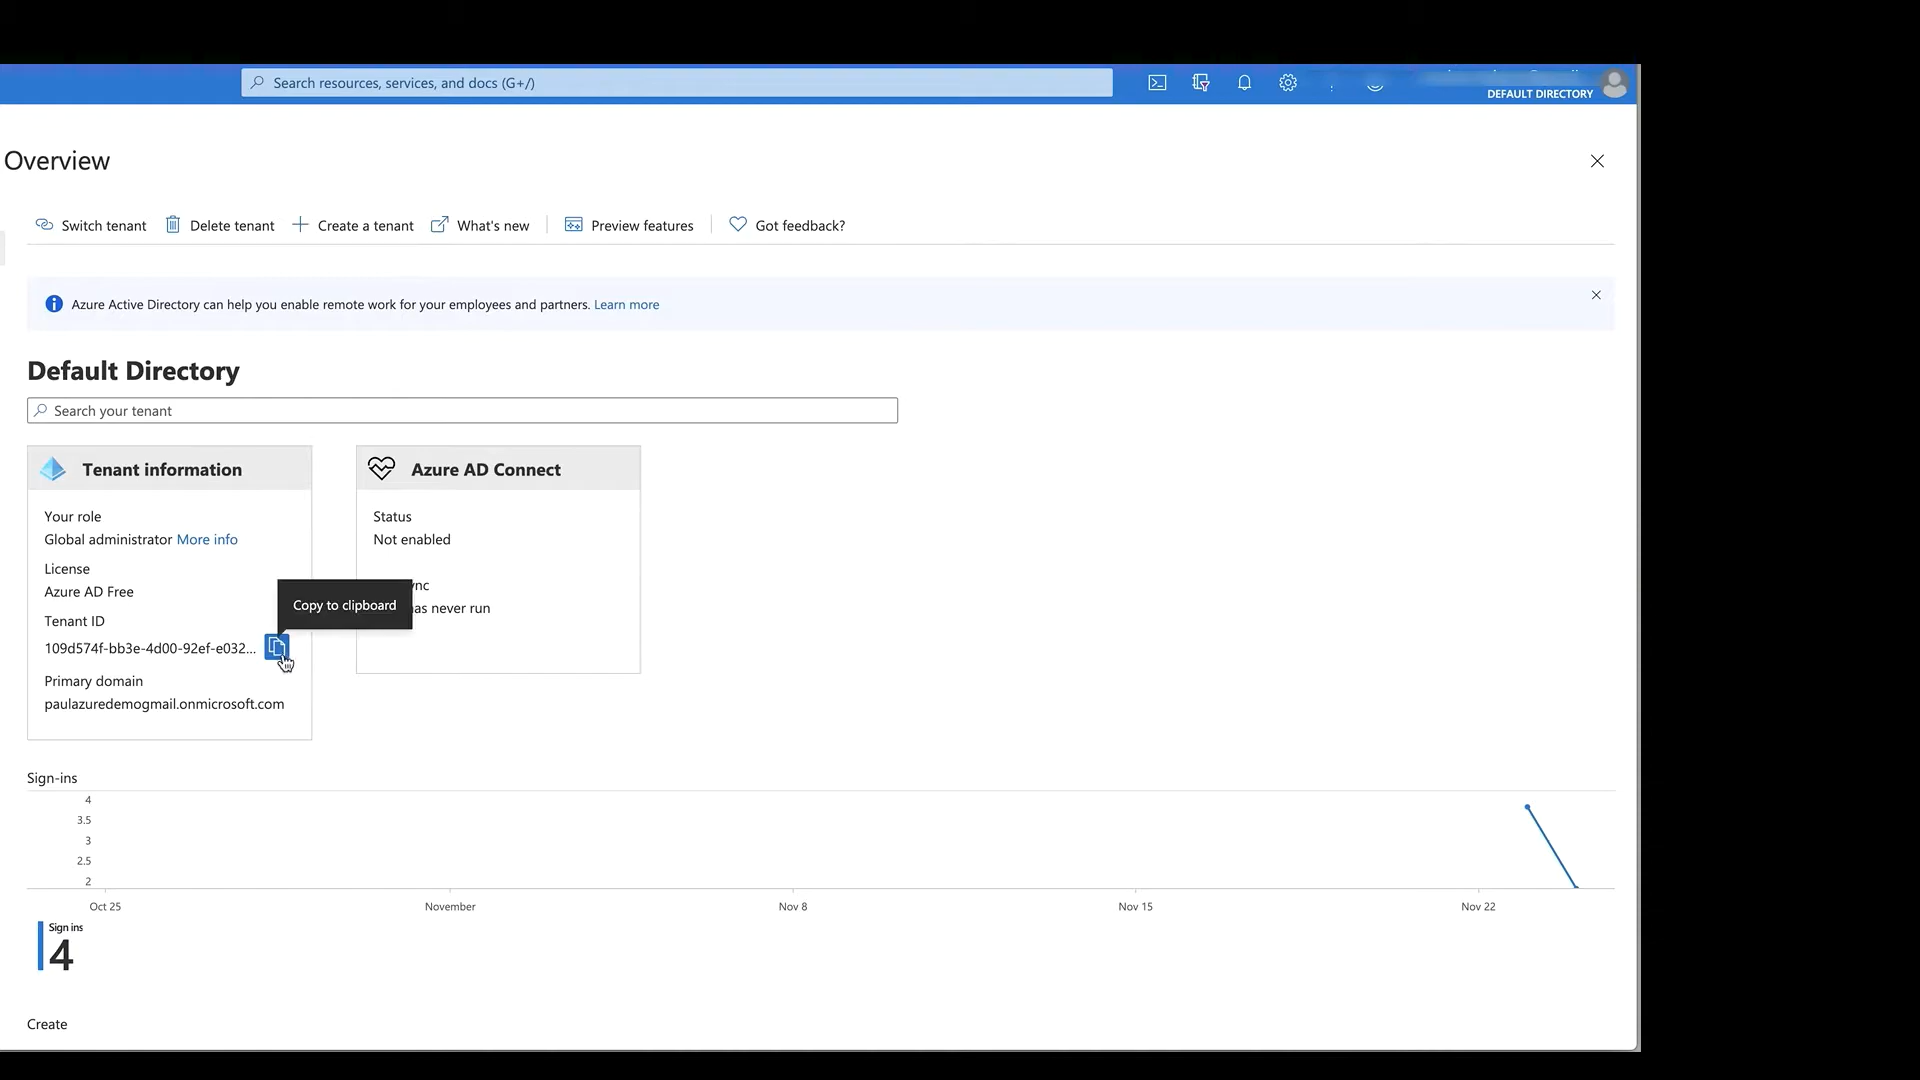 Search resources, services, and docs (G+/)
DEFAULT DIRECTORY
Overview
Switch tenant
Delete tenant
Create a tenant
What's new
Preview features
Got feedback?
Azure Active Directory can help you enable remote work for your employees and partners. Learn more
Default Directory
Search your tenant
Tenant information
Your role
Global administrator More info
License
Azure AD Free
Tenant ID
109d574f-bb3e-4d00-92ef-e032...
Copy to clipboard
Primary domain
paulazuredemogmail.onmicrosoft.com
Azure AD Connect
Status
Not enabled
has never run
Sign-ins
4
3.5
3
2.5
2
Oct 25
November
Nov 8
Nov 15
Nov 22
Sign ins
4
Create